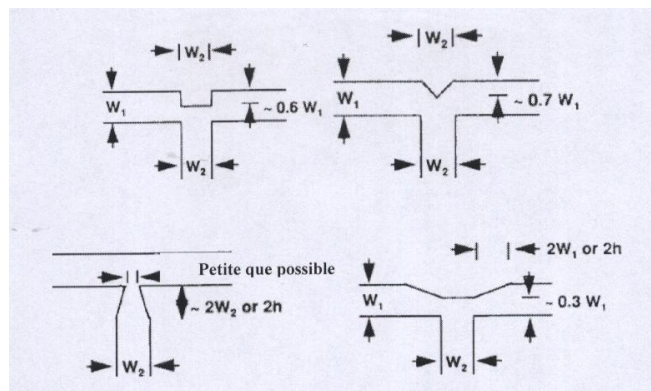 W₂
W₁
~ 0.6 W₁
W₂
W₂
W₁
~ 0.7 W₁
W₂
Petite que possible
~ 2W₂ or 2h
W₂
2W₁ or 2h
W₁
~ 0.3 W₁
W₂